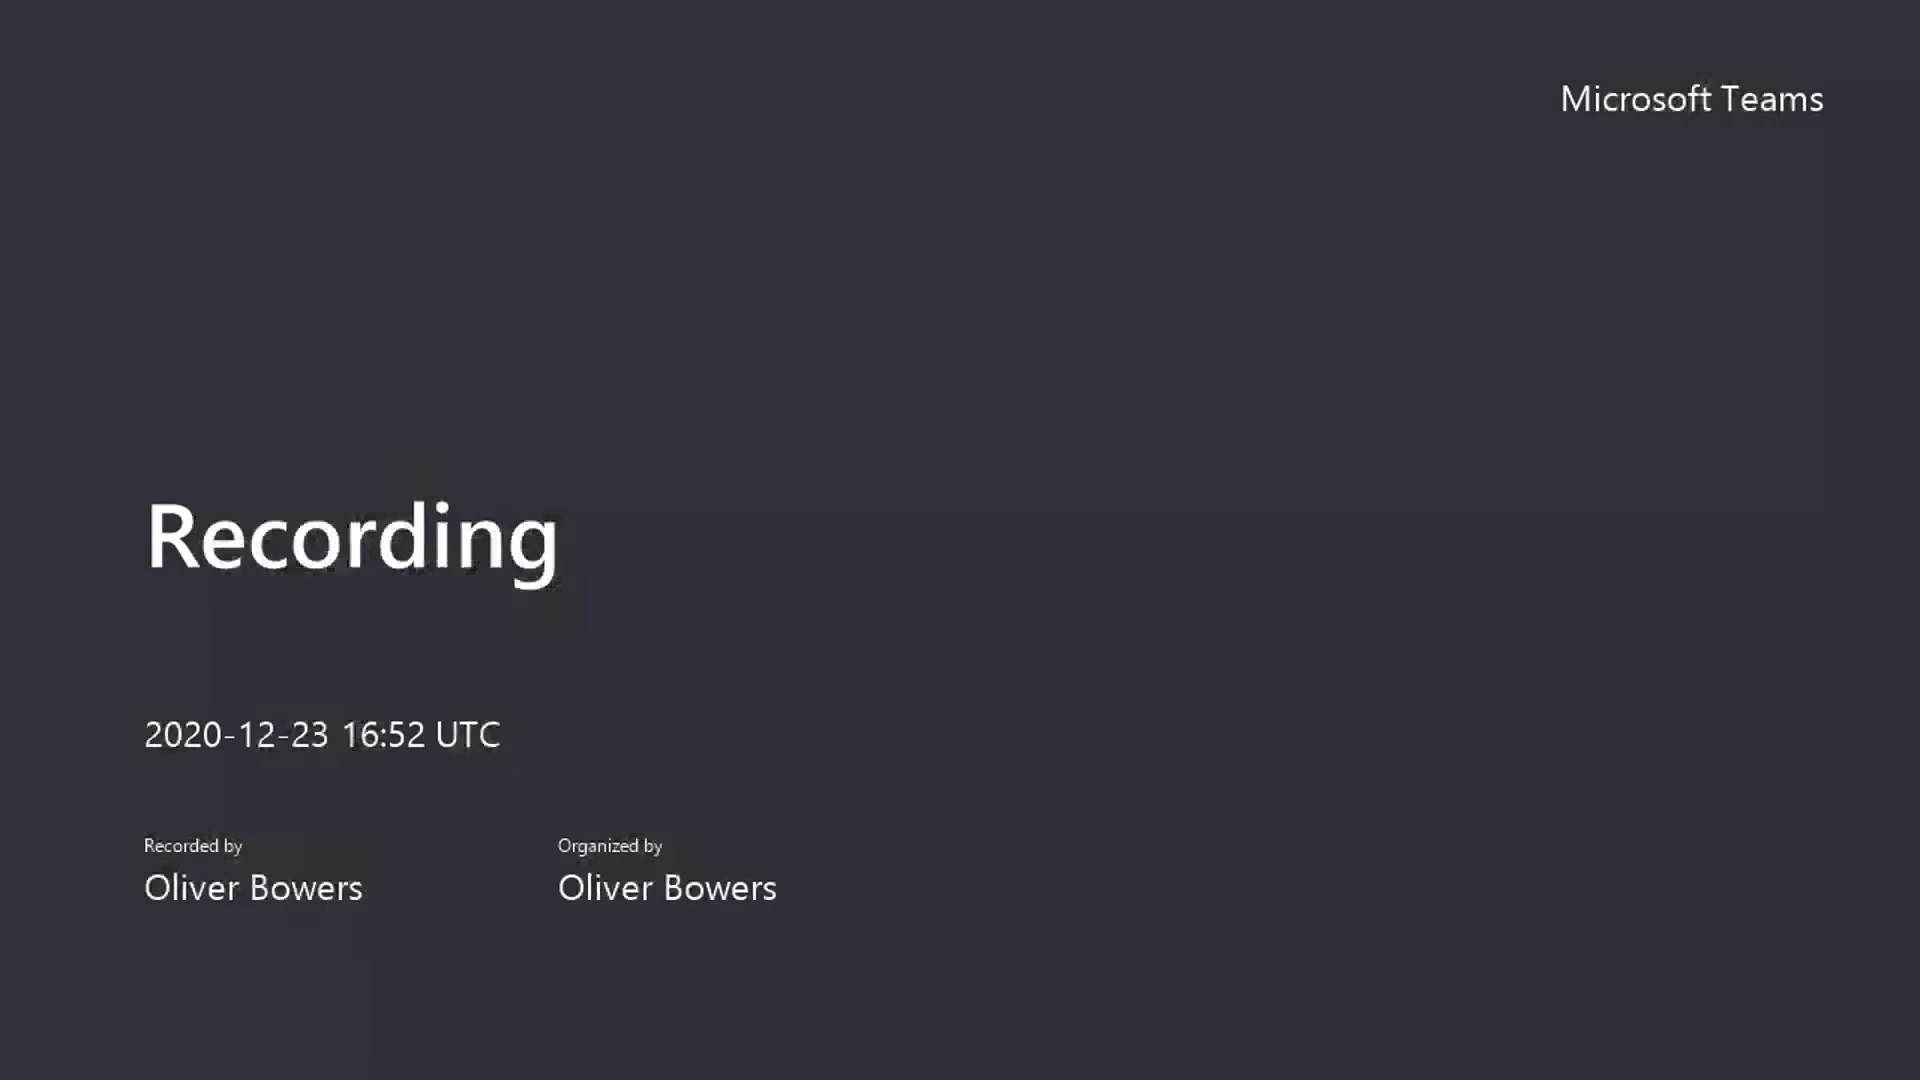 Microsoft Teams
Recording
2020-12-23 16:52 UTC
Recorded by
Oliver Bowers
Organized by
Oliver Bowers